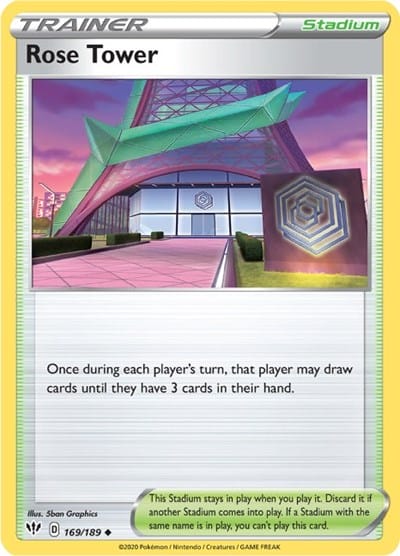 TRAINER Stadium
Rose Tower
Once during each player's turn, that player may draw
cards until they have 3 cards in their hand.
Illus. 5ban Graphics
D 169/189
This Stadium stays in play when you play it. Discard it if
another Stadium comes into play. If a Stadium with the
same name is in play, you can't play this card.
©2020 Pokémon / Nintendo / Creatures / GAME FREAK